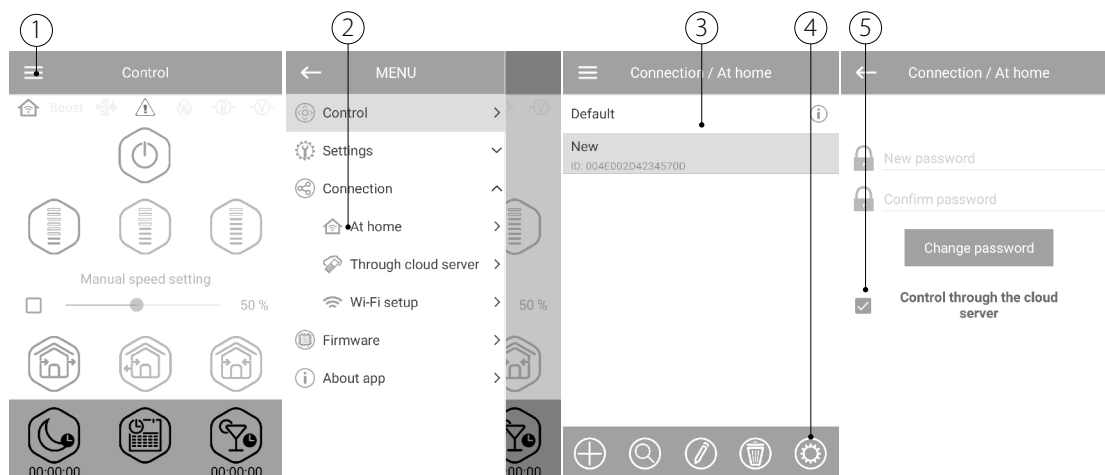 1
2
3
4
5
Control
Boost
Manual speed setting
50 %
00:00:00
00:00:00
MENU
Control
Settings
Connection
At home
Through cloud server
Wi-Fi setup
Firmware
About app
50 %
00:00
Connection / At home
Default
New
ID: 004E002D4234570D
Connection / At home
New password
Confirm password
Change password
Control through the cloud
server